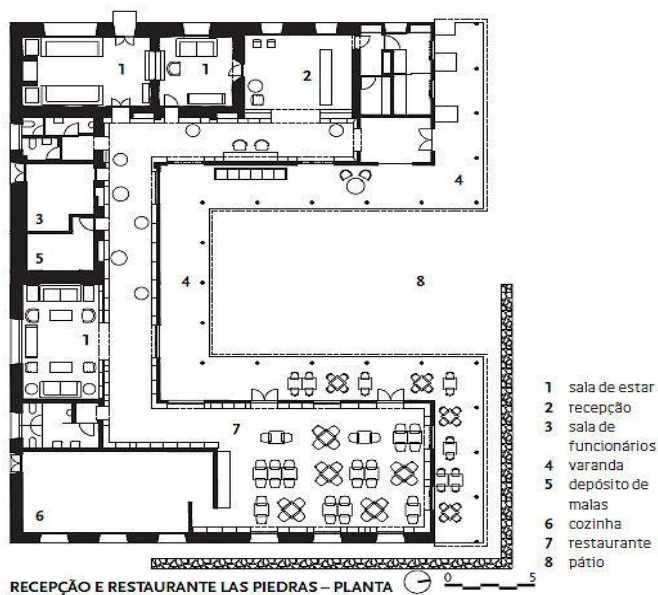 1
1
2
4
3
5
4
8
1
7
6
1 sala de estar
2 recepção
3 sala de
funcionários
4 varanda
5 depósito de
malas
6 cozinha
7 restaurante
8 pátio
RECEPÇÃO E RESTAURANTE LAS PIEDRAS – PLANTA
0 5